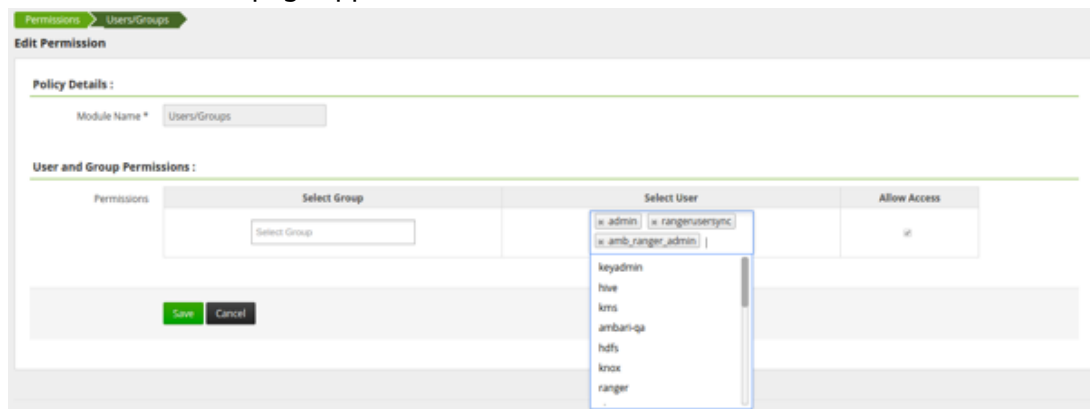 Permissions Users/Groups
Edit Permission
Policy Details :
Module Name * Users/Groups
User and Group Permissions :
Permissions Select Group Select User Allow Access
Select Group × admin × rangerusersync
× amb_ranger_admin
keyadmin
hive
kms
ambari-qa
hdfs
knox
ranger
Save Cancel